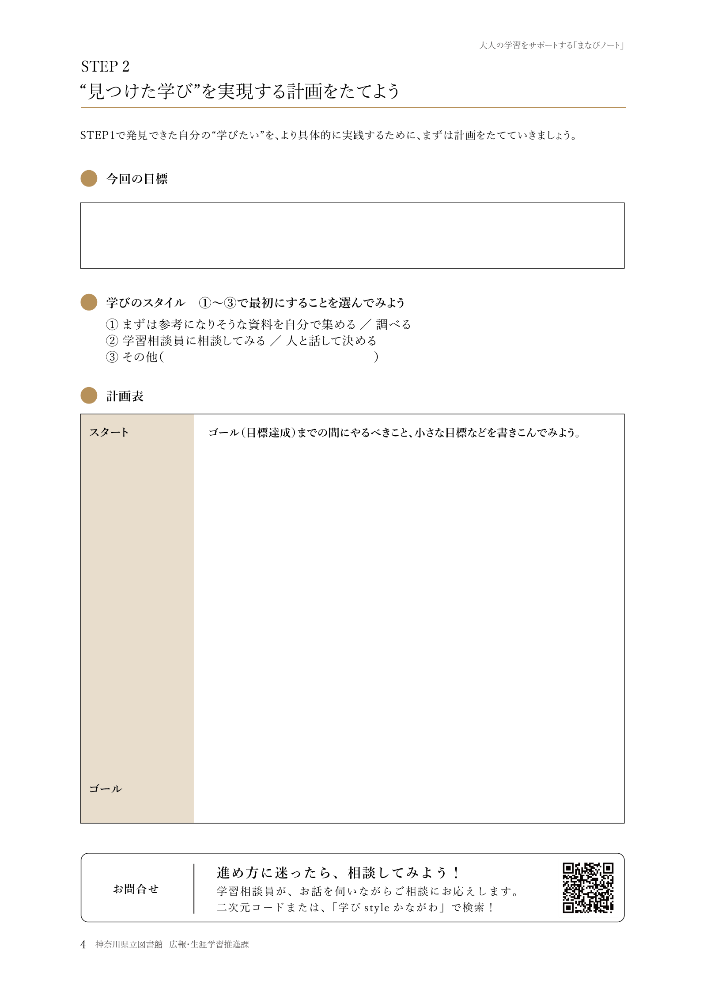 大人の学習をサポートする「まなびノート」
STEP 2
“見つけた学び”を実現する計画をたてよう
STEP1で発見できた自分の“学びたい”を、より具体的に実践するために、まずは計画をたてていきましょう。
今回の目標
学びのスタイル　①〜③で最初にすることを選んでみよう
① まずは参考になりそうな資料を自分で集める ／ 調べる
② 学習相談員に相談してみる ／ 人と話して決める
③ その他（　　　　　　　　　　　　　　　　　）
計画表
スタート
ゴール（目標達成）までの間にやるべきこと、小さな目標などを書きこんでみよう。
ゴール
お問合せ
進め方に迷ったら、相談してみよう！
学習相談員が、お話を伺いながらご相談にお応えします。
二次元コードまたは、「学び style かながわ」で検索！
4　神奈川県立図書館　広報・生涯学習推進課